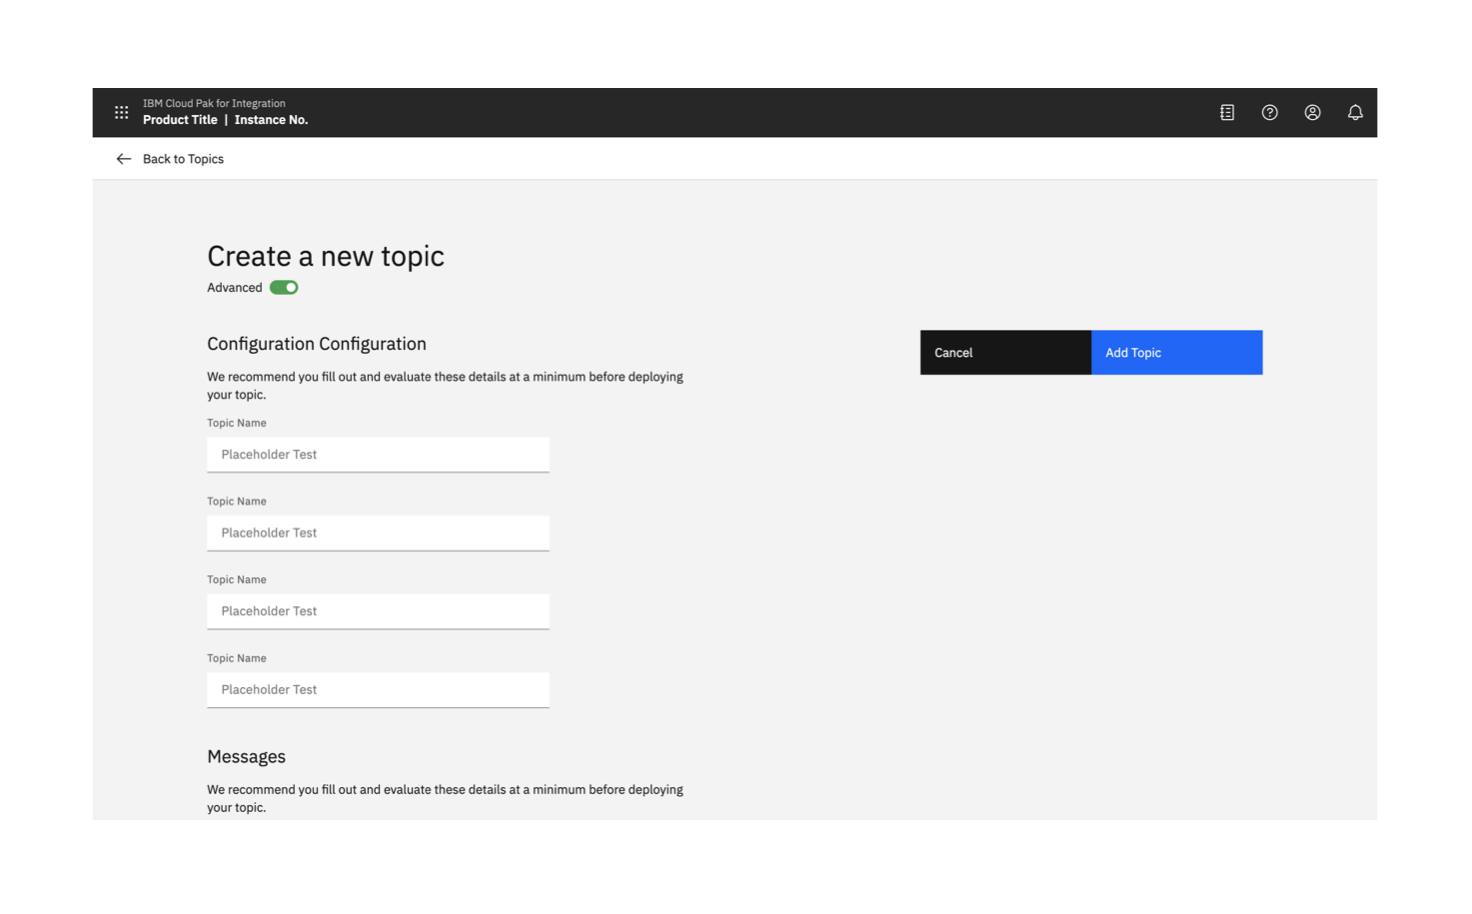 IBM Cloud Pak for Integration
Product Title | Instance No.
Back to Topics
Create a new topic
Advanced
Configuration Configuration
Cancel
Add Topic
We recommend you fill out and evaluate these details at a minimum before deploying
your topic.
Topic Name
Placeholder Test
Topic Name
Placeholder Test
Topic Name
Placeholder Test
Topic Name
Placeholder Test
Messages
We recommend you fill out and evaluate these details at a minimum before deploying
your topic.